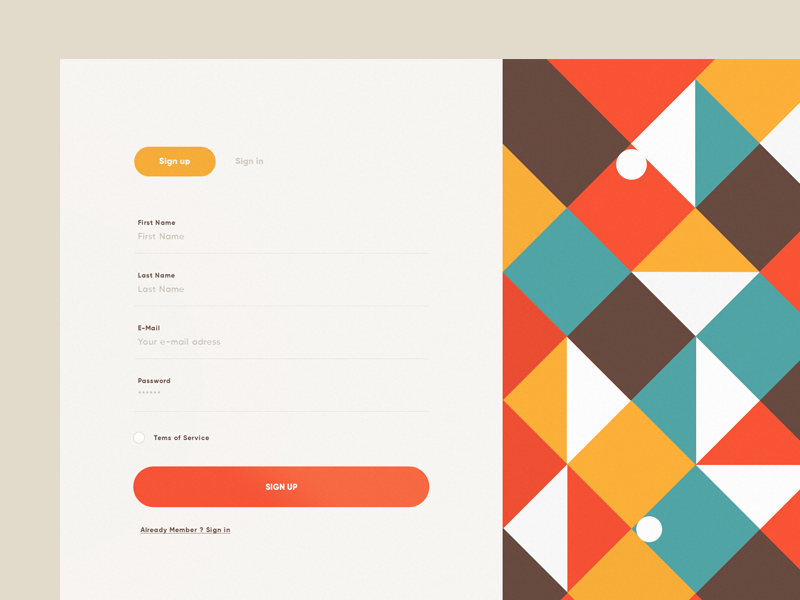 Sign up Sign in
First Name
First Name
Last Name
Last Name
E-Mail
Your e-mail adress
Password
******
Tems of Service
SIGN UP
Already Member ? Sign in